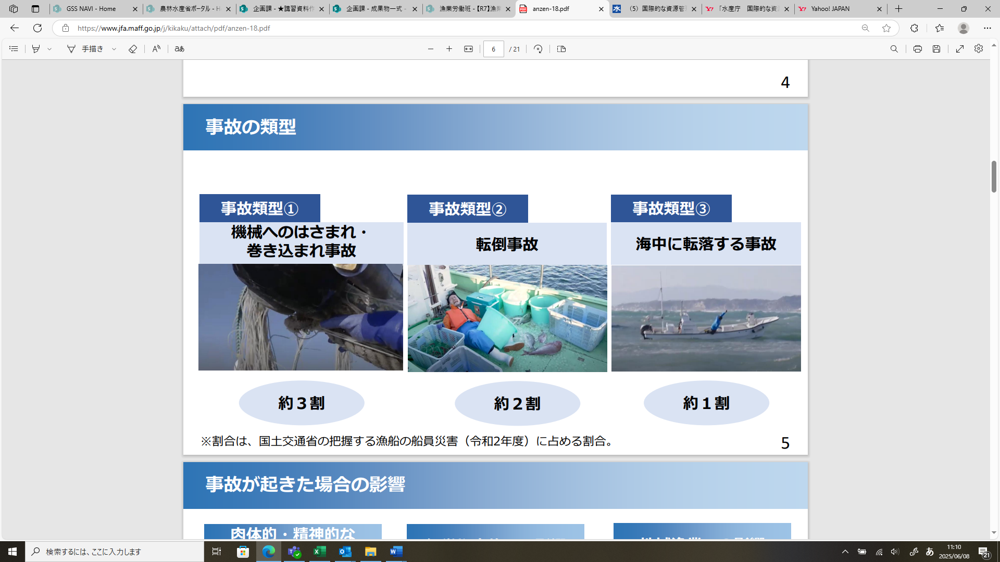 GSS NAVI - Home
農林水産省ポータル - H
企画課 - ★講習資料作
企画課 - 成果物一式 -
漁業労働班 - 【R7】漁業
anzen-18.pdf
（5）国際的な資源管理
「水産庁　国際的な資源
Yahoo! JAPAN
https://www.jfa.maff.go.jp/j/kikaku/attach/pdf/anzen-18.pdf
手描き
aあ
6 / 21
4
事故の類型
事故類型①
機械へのはさまれ・
巻き込まれ事故
約３割
事故類型②
転倒事故
約２割
事故類型③
海中に転落する事故
約１割
※割合は、国土交通省の把握する漁船の船員災害（令和2年度）に占める割合。
5
事故が起きた場合の影響
肉体的・精神的な
検索するには、ここに入力します
あ
11:10
2025/06/08
21